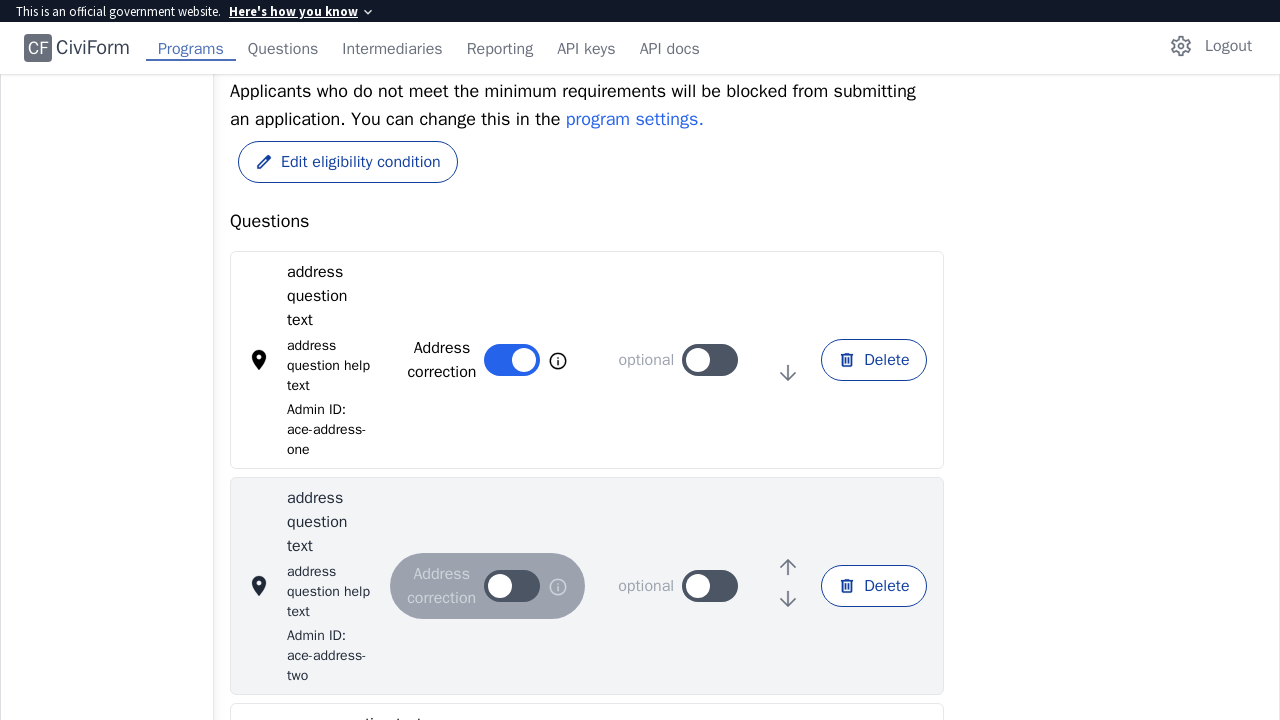 This is an official government website. Here's how you know
CF CiviForm Programs Questions Intermediaries Reporting API keys API docs Logout
Applicants who do not meet the minimum requirements will be blocked from submitting
an application. You can change this in the program settings.
Edit eligibility condition
Questions
address
question
text
address
question help
text
Admin ID:
ace-address-
one
Address
correction
optional
Delete
address
question
text
address
question help
text
Admin ID:
ace-address-
two
Address
correction
optional
Delete